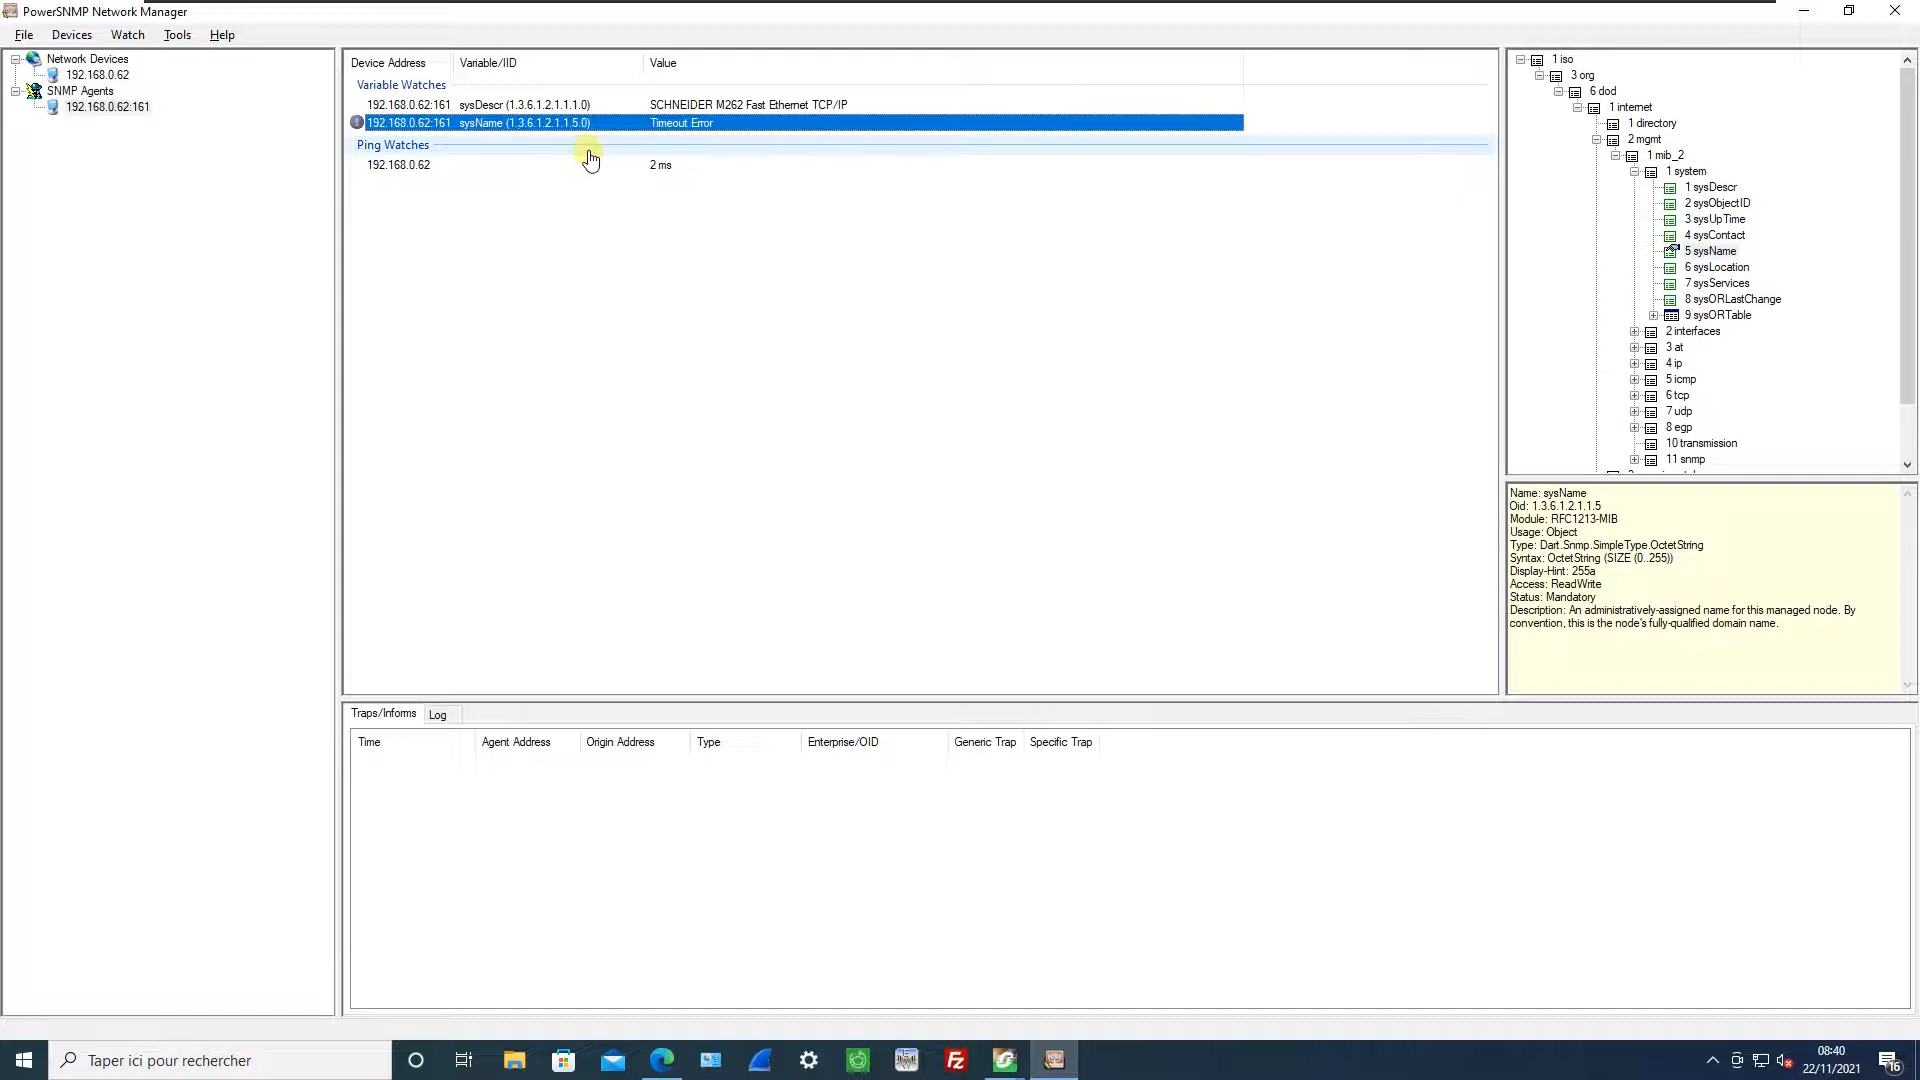 PowerSNMP Network Manager
File Devices Watch Tools Help
Network Devices
192.168.0.62
SNMP Agents
192.168.0.62:161
Device Address Variable/IID Value
Variable Watches
192.168.0.62:161 sysDescr (1.3.6.1.2.1.1.1.0) SCHNEIDER M262 Fast Ethernet TCP/IP
192.168.0.62:161 sysName (1.3.6.1.2.1.1.5.0) Timeout Error
Ping Watches
192.168.0.62 2 ms
1 iso
3 org
6 dod
1 internet
1 directory
2 mgmt
1 mib_2
1 system
1 sysDescr
2 sysObjectID
3 sysUpTime
4 sysContact
5 sysName
6 sysLocation
7 sysServices
8 sysORLastChange
9 sysORTable
2 interfaces
3 at
4 ip
5 icmp
6 tcp
7 udp
8 egp
10 transmission
11 snmp
Name: sysName
Oid: 1.3.6.1.2.1.1.5
Module: RFC1213-MIB
Usage: Object
Type: Dart.Snmp.SimpleType.OctetString
Syntax: OctetString (SIZE (0..255))
Display-Hint: 255a
Access: ReadWrite
Status: Mandatory
Description: An administratively-assigned name for this managed node. By
convention, this is the node's fully-qualified domain name.
Traps/Informs Log
Time Agent Address Origin Address Type Enterprise/OID Generic Trap Specific Trap
Taper ici pour rechercher
08:40
22/11/2021
16